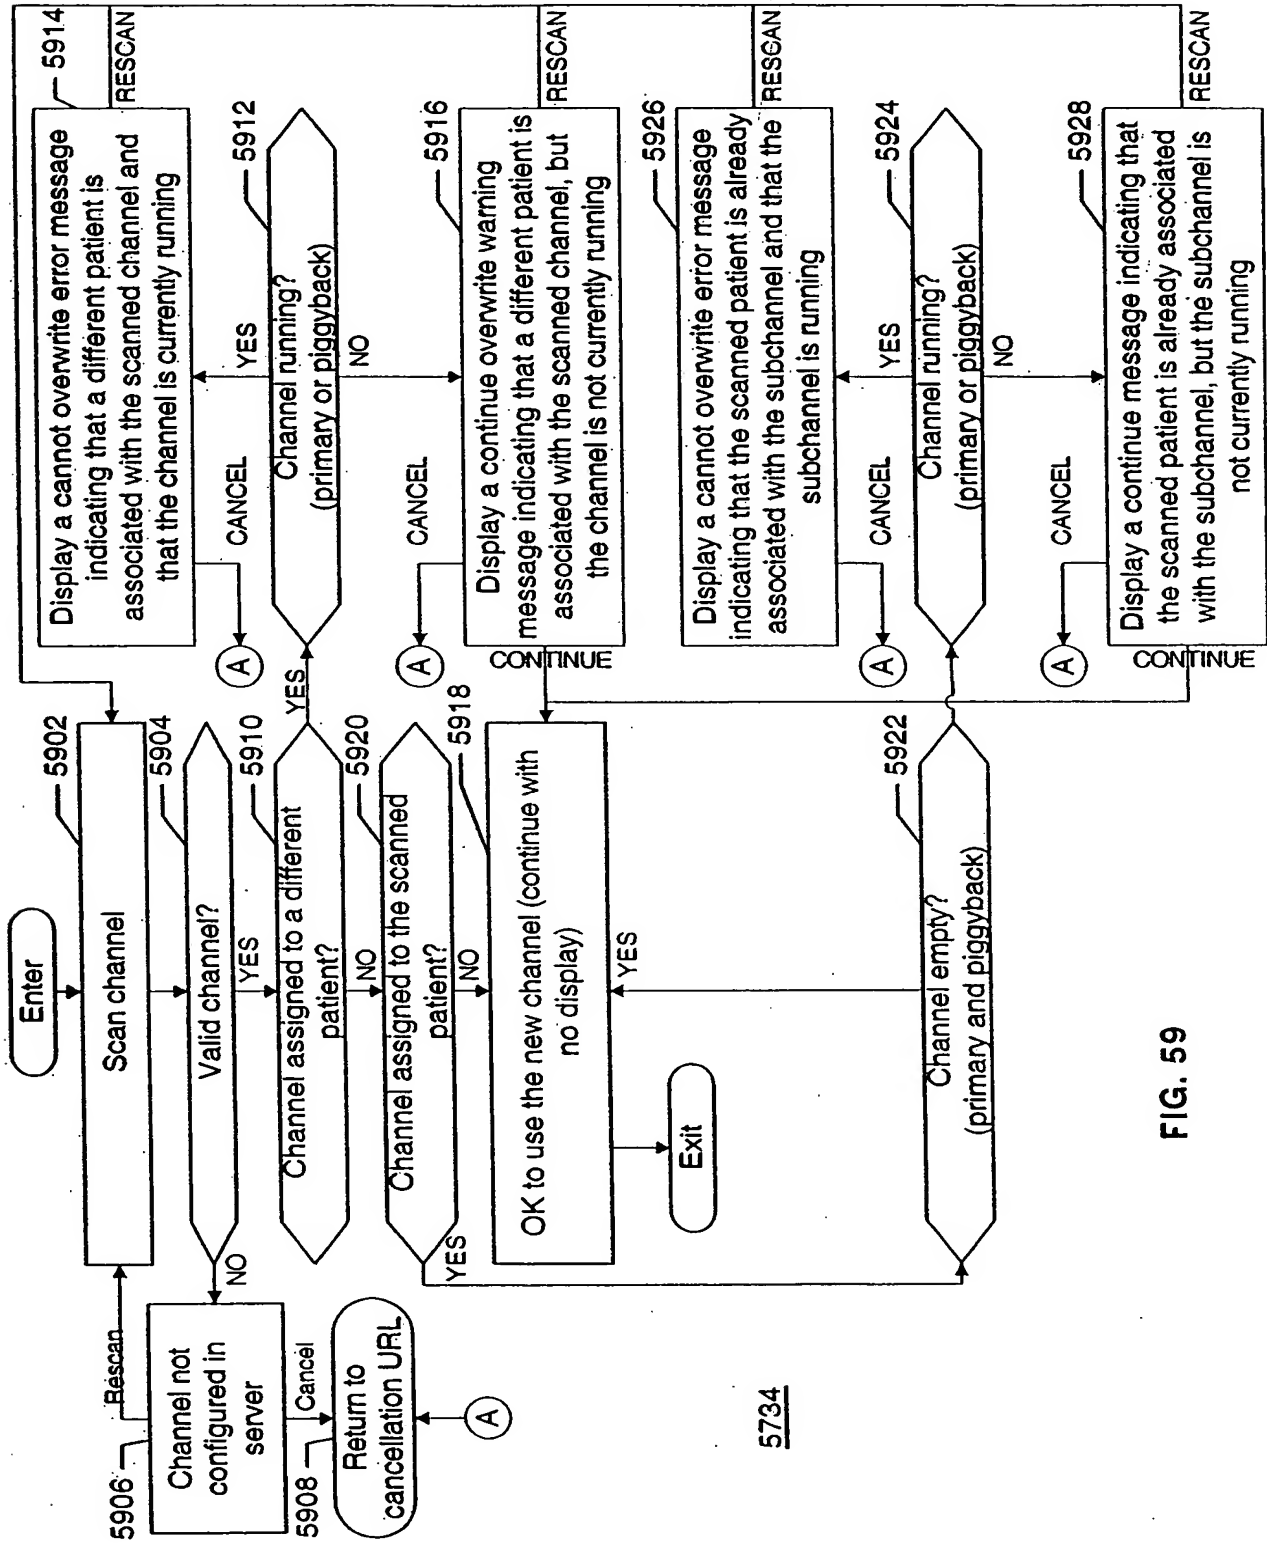 Enter
5902
Scan channel
5904
Valid channel?
YES
NO
Rescan
5906
Channel not
configured in
server
Cancel
5908
Return to
cancellation URL
A
5910
Channel assigned to a different
patient?
YES
NO
5920
Channel assigned to the scanned
patient?
NO
YES
5918
OK to use the new channel (continue with
no display)
YES
Exit
5922
Channel empty?
(primary and piggyback)
5914
Display a cannot overwrite error message
indicating that a different patient is
associated with the scanned channel and
that the channel is currently running
RESCAN
CANCEL
A
5912
YES
Channel running?
(primary or piggyback)
NO
5916
CANCEL
A
Display a continue overwrite warning
message indicating that a different patient is
associated with the scanned channel, but
the channel is not currently running
RESCAN
CONTINUE
5926
Display a cannot overwrite error message
indicating that the scanned patient is already
associated with the subchannel and that the
subchannel is running
RESCAN
CANCEL
A
5924
YES
Channel running?
(primary or piggyback)
NO
5928
CANCEL
A
Display a continue message indicating that
the scanned patient is already associated
with the subchannel, but the subchannel is
not currently running
RESCAN
CONTINUE
5734
FIG. 59